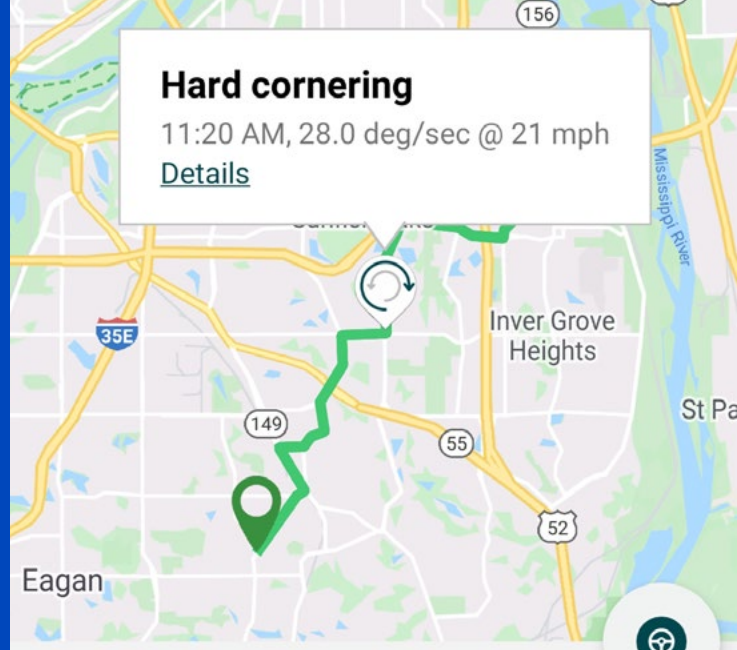 156
Hard cornering
11:20 AM, 28.0 deg/sec @ 21 mph
Details
Mississippi River
35E
Inver Grove
Heights
149
St Pa
55
52
Eagan